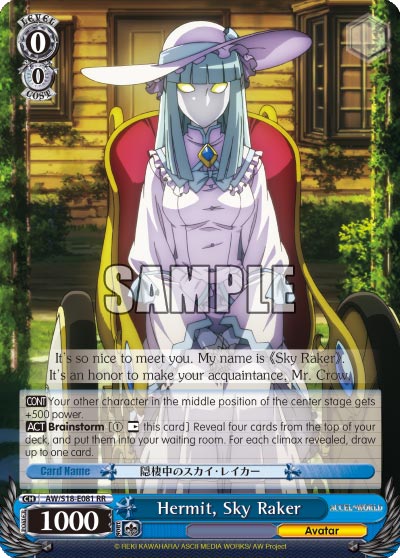 LEVEL
0
0
COST
SAMPLE
It's so nice to meet you. My name is 《Sky Raker》.
It's an honor to make your acquaintance, Mr. Crow.
CONT Your other character in the middle position of the center stage gets
+500 power.
ACT Brainstorm [① this card] Reveal four cards from the top of your
deck, and put them into your waiting room. For each climax revealed, draw
up to one card.
Card Name 隠棲中のスカイ・レイカー
CH AW/S18-E081 RR
POWER 1000 Hermit, Sky Raker ACCEL•WORLD
Avatar
© REKI KAWAHARA/ ASCII MEDIA WORKS/ AW Project